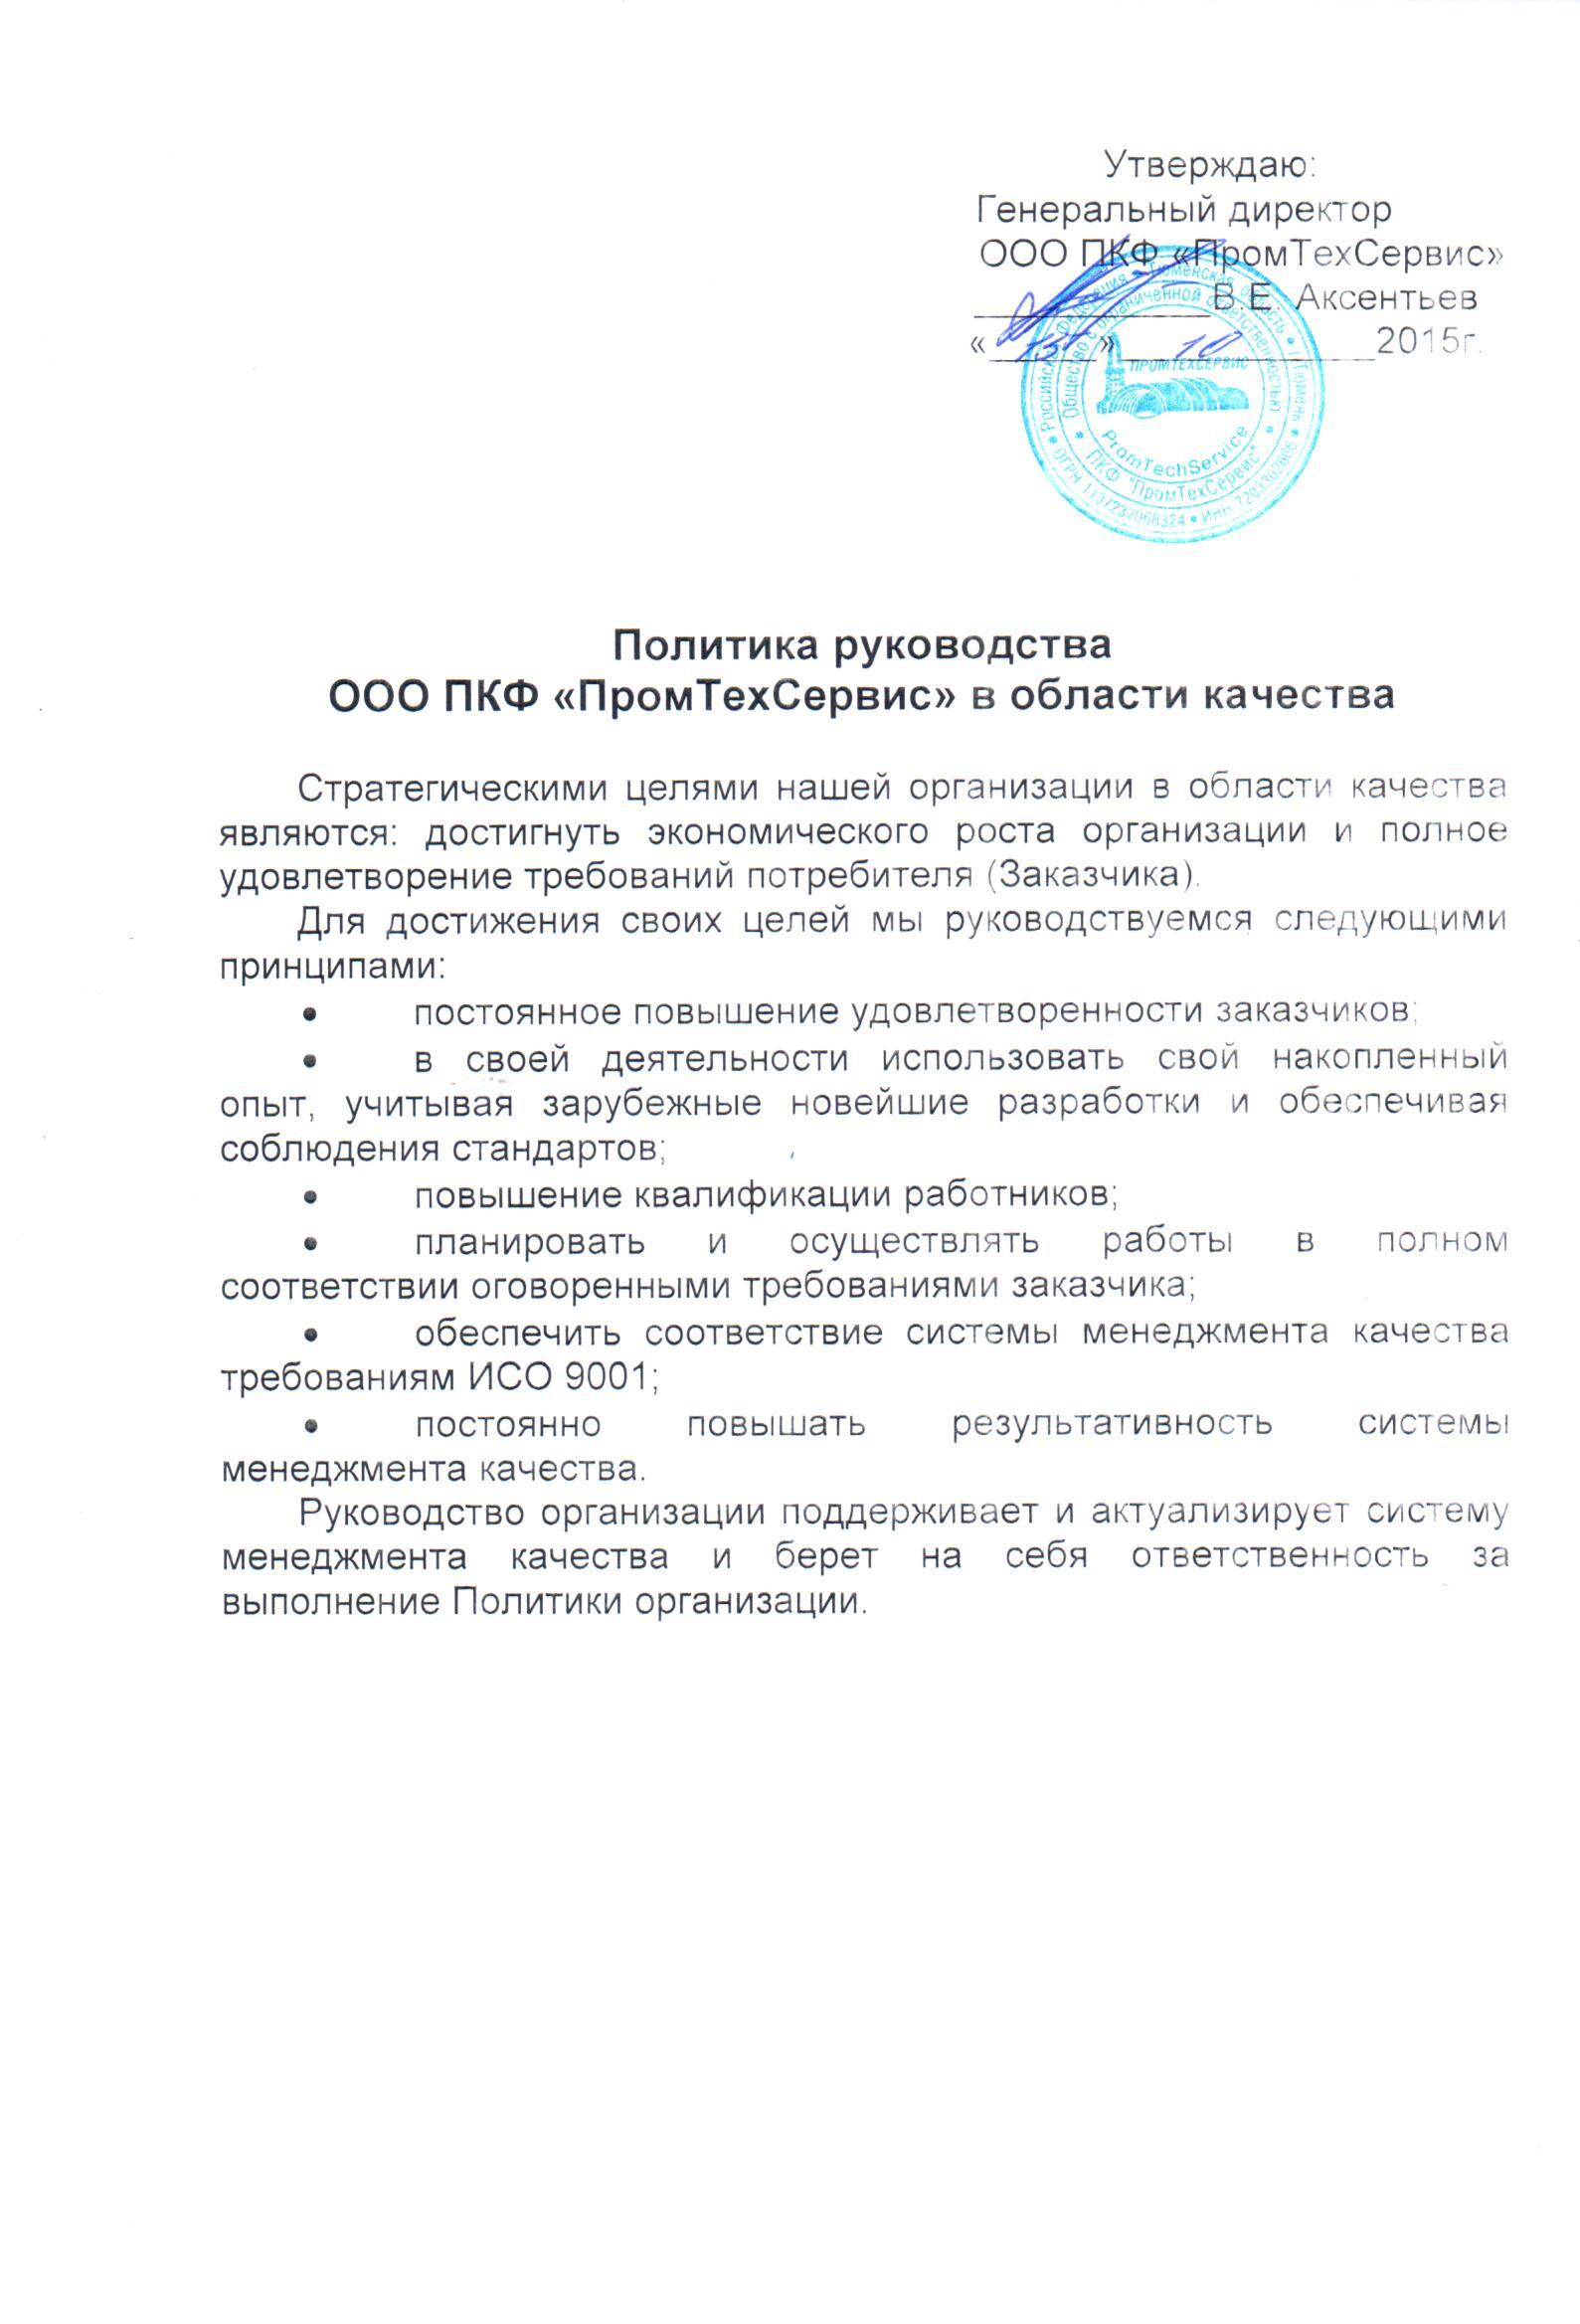 Утверждаю:
Генеральный директор
ООО ПКФ «ПромТехСервис»
В.Е. Аксентьев
« » 10 2015г.
Российская Федерация • Тюменская область • г.Тюмень •
ОГРН 1137232068324 • ИНН 7203302666
Общество с ограниченной ответственностью
ПКФ "ПромТехСервис"
ПРОМТЕХСЕРВИС
PromTechService
Политика руководства
ООО ПКФ «ПромТехСервис» в области качества
Стратегическими целями нашей организации в области качества
являются: достигнуть экономического роста организации и полное
удовлетворение требований потребителя (Заказчика).
Для достижения своих целей мы руководствуемся следующими
принципами:
• постоянное повышение удовлетворенности заказчиков;
• в своей деятельности использовать свой накопленный
опыт, учитывая зарубежные новейшие разработки и обеспечивая
соблюдения стандартов;
• повышение квалификации работников;
• планировать и осуществлять работы в полном
соответствии оговоренными требованиями заказчика;
• обеспечить соответствие системы менеджмента качества
требованиям ИСО 9001;
• постоянно повышать результативность системы
менеджмента качества.
Руководство организации поддерживает и актуализирует систему
менеджмента качества и берет на себя ответственность за
выполнение Политики организации.